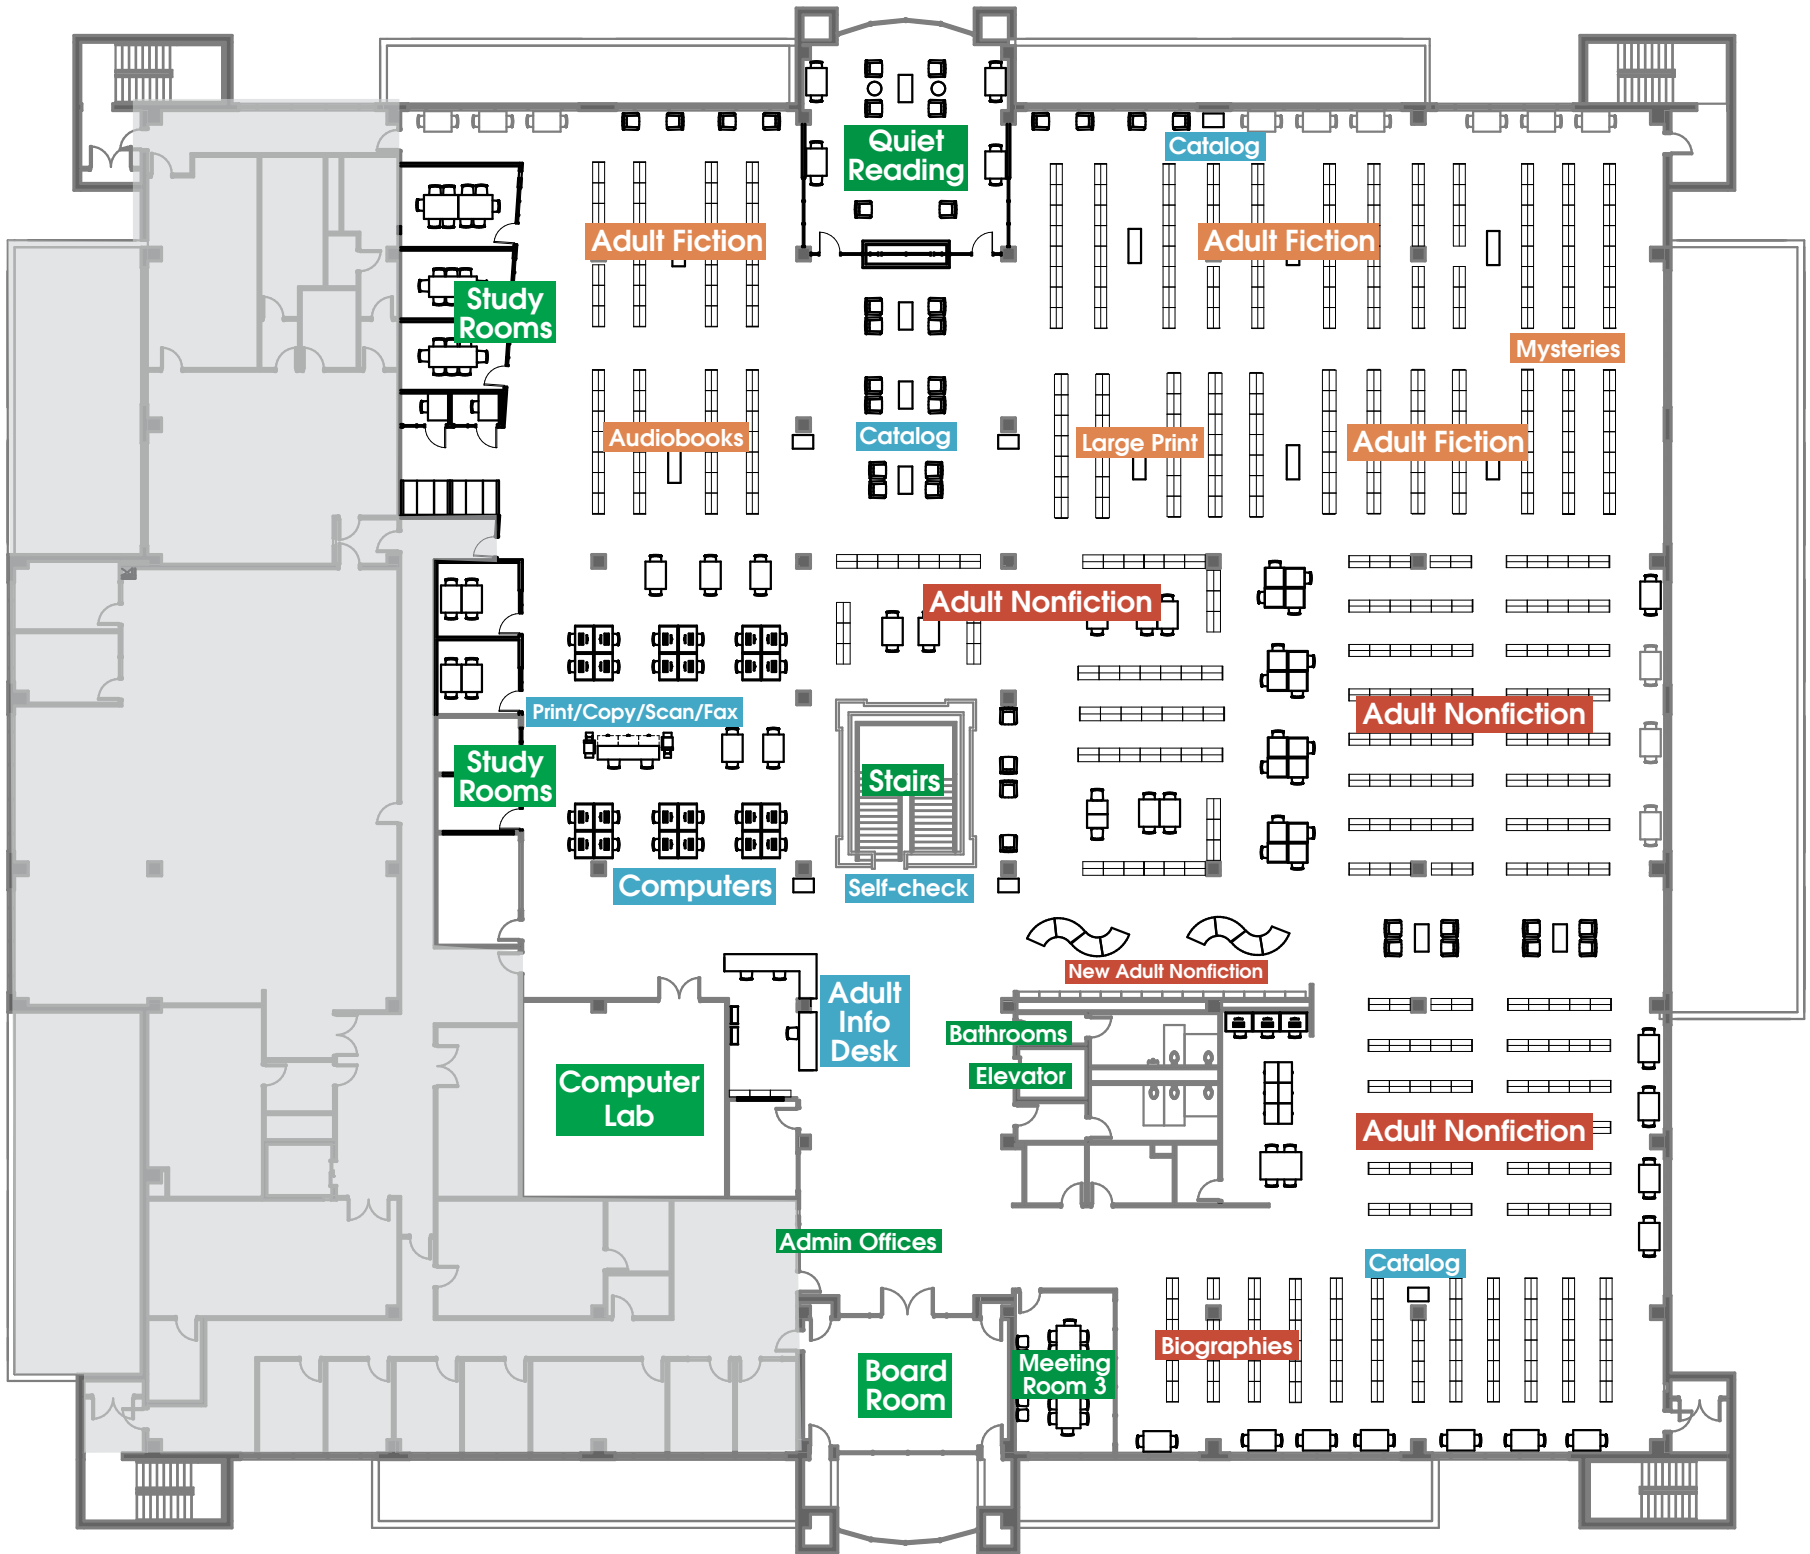 Quiet
Reading
Catalog
Adult Fiction
Adult Fiction
Study
Rooms
Mysteries
Audiobooks
Catalog
Large Print
Adult Fiction
Adult Nonfiction
Print/Copy/Scan/Fax
Adult Nonfiction
Study
Rooms
Stairs
Computers
Self-check
New Adult Nonfiction
Adult
Info
Desk
Bathrooms
Elevator
Computer
Lab
Adult Nonfiction
Admin Offices
Catalog
Biographies
Board
Room
Meeting
Room 3